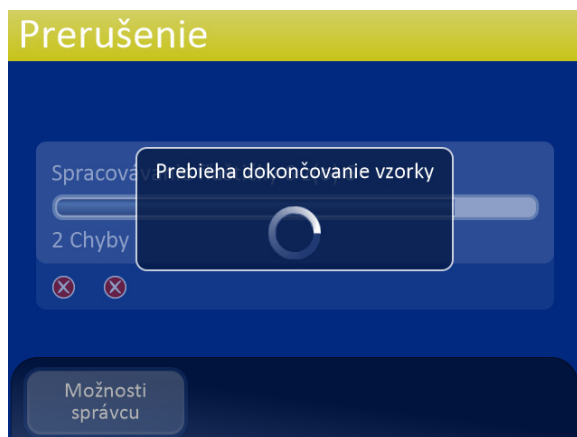 Prerušenie
Prebieha dokončovanie vzorky
2 Chyby
Možnosti
správcu